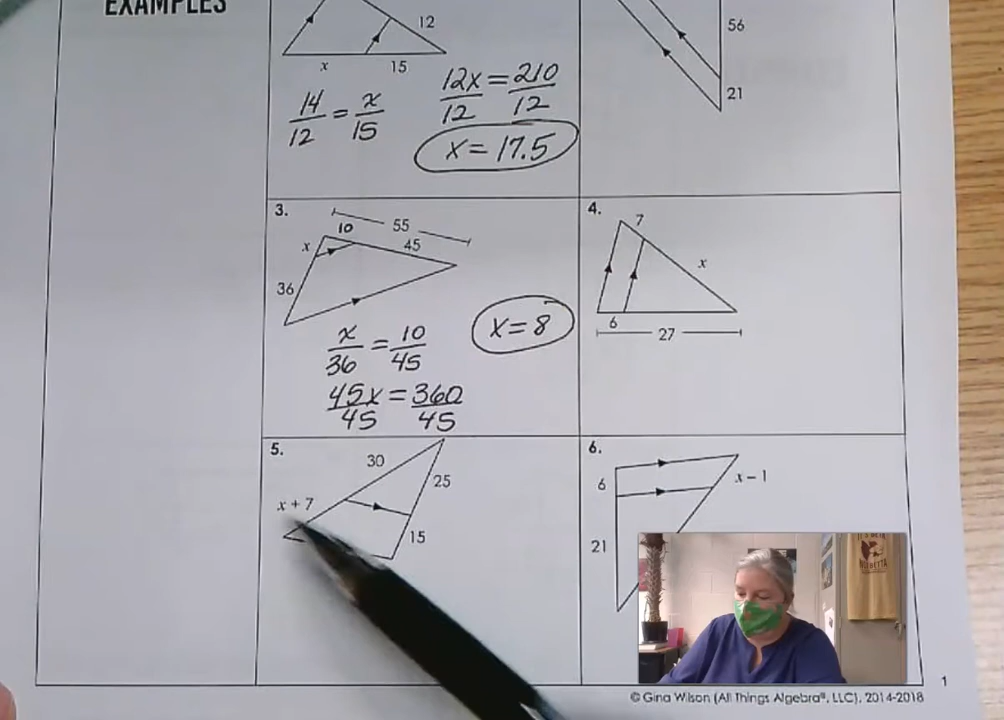 EXAMPLES
12
x
15
14/12 = x/15
12x/12 = 210/12
x = 17.5
56
21
3.
10
55
x
45
36
x/36 = 10/45
45x/45 = 360/45
x = 8
4.
7
x
6
27
5.
30
25
x + 7
15
6.
6
x – 1
21
© Gina Wilson (All Things Algebra®, LLC), 2014-2018
1